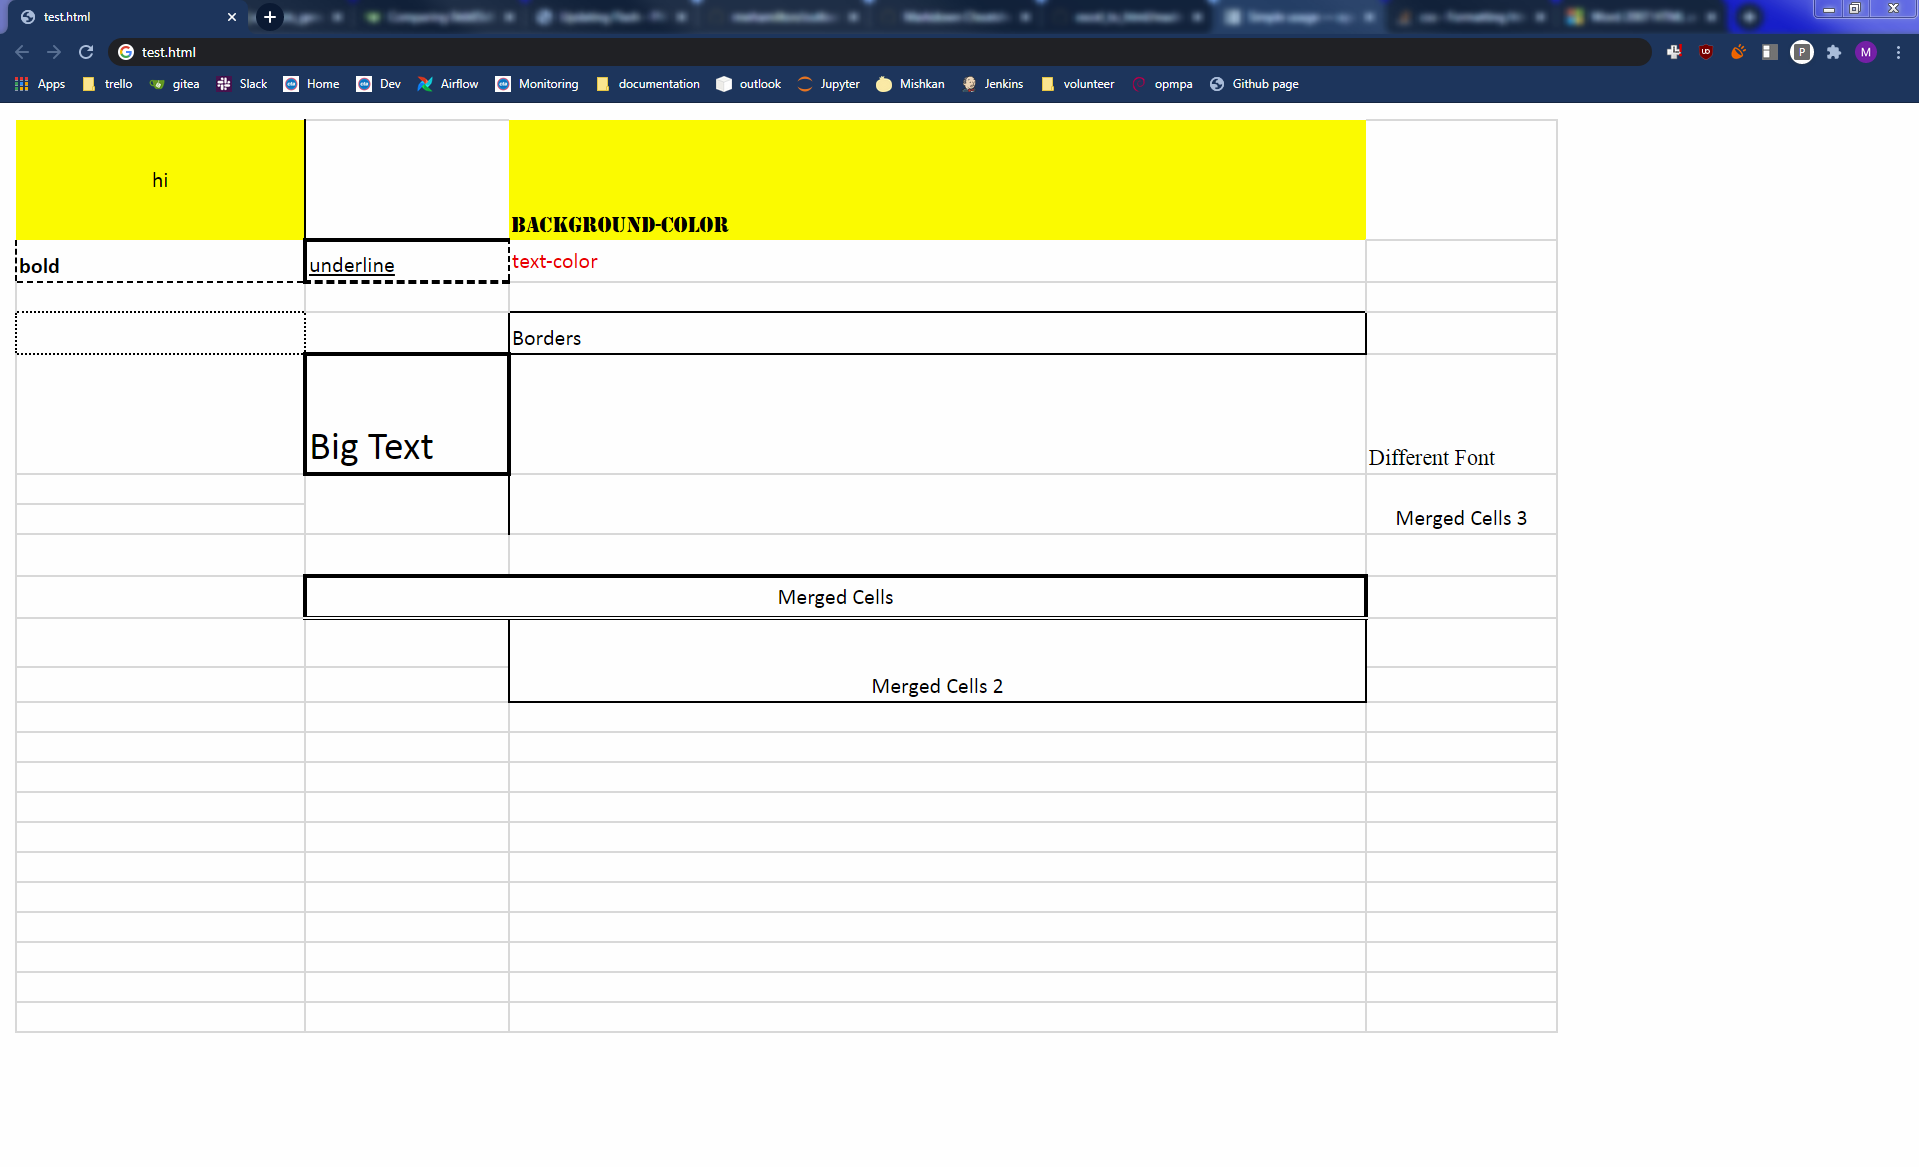 test.html
test.html
Apps trello gitea Slack Home Dev Airflow Monitoring documentation outlook Jupyter Mishkan Jenkins volunteer opmpa Github page
hi
BACKGROUND-COLOR
bold underline text-color
Borders
Big Text
Different Font
Merged Cells 3
Merged Cells
Merged Cells 2